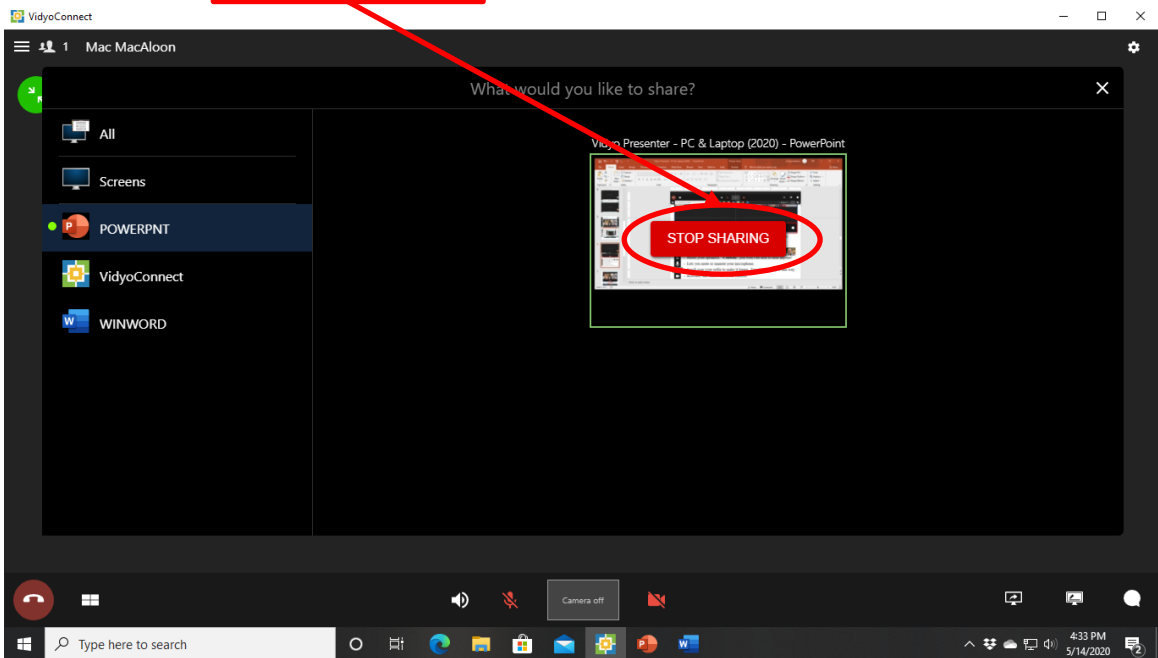 VidyoConnect
1 Mac MacAloon
What would you like to share?
All
Screens
POWERPNT
VidyoConnect
WINWORD
Vidyo Presenter - PC & Laptop (2020) - PowerPoint
STOP SHARING
Camera off
Type here to search
4:33 PM
5/14/2020
2